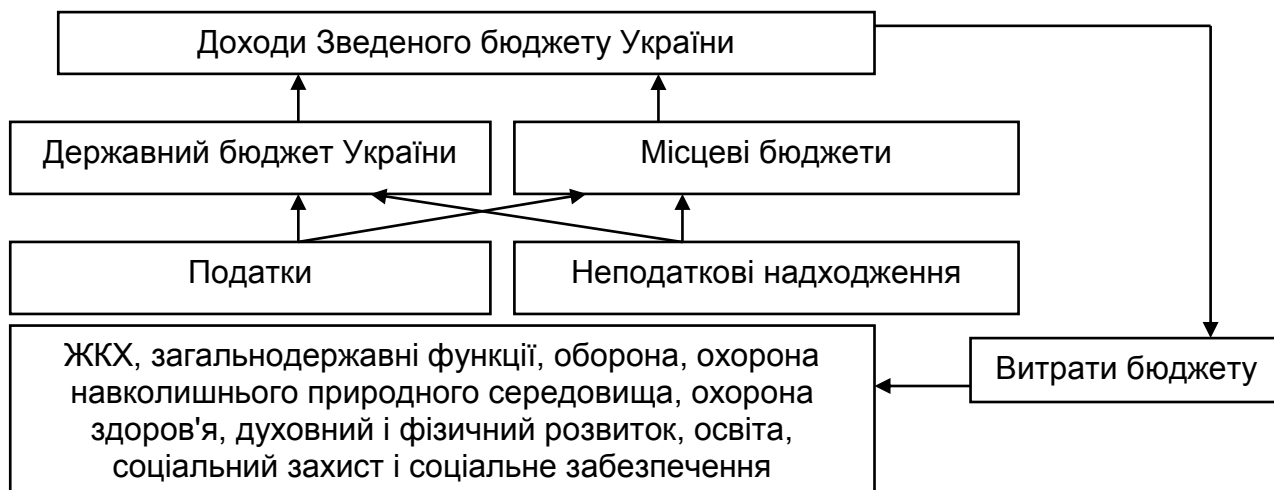 Доходи Зведеного бюджету України
Державний бюджет України
Місцеві бюджети
Податки
Неподаткові надходження
ЖКХ, загальнодержавні функції, оборона, охорона
навколишнього природного середовища, охорона
здоров'я, духовний і фізичний розвиток, освіта,
соціальний захист і соціальне забезпечення
Витрати бюджету